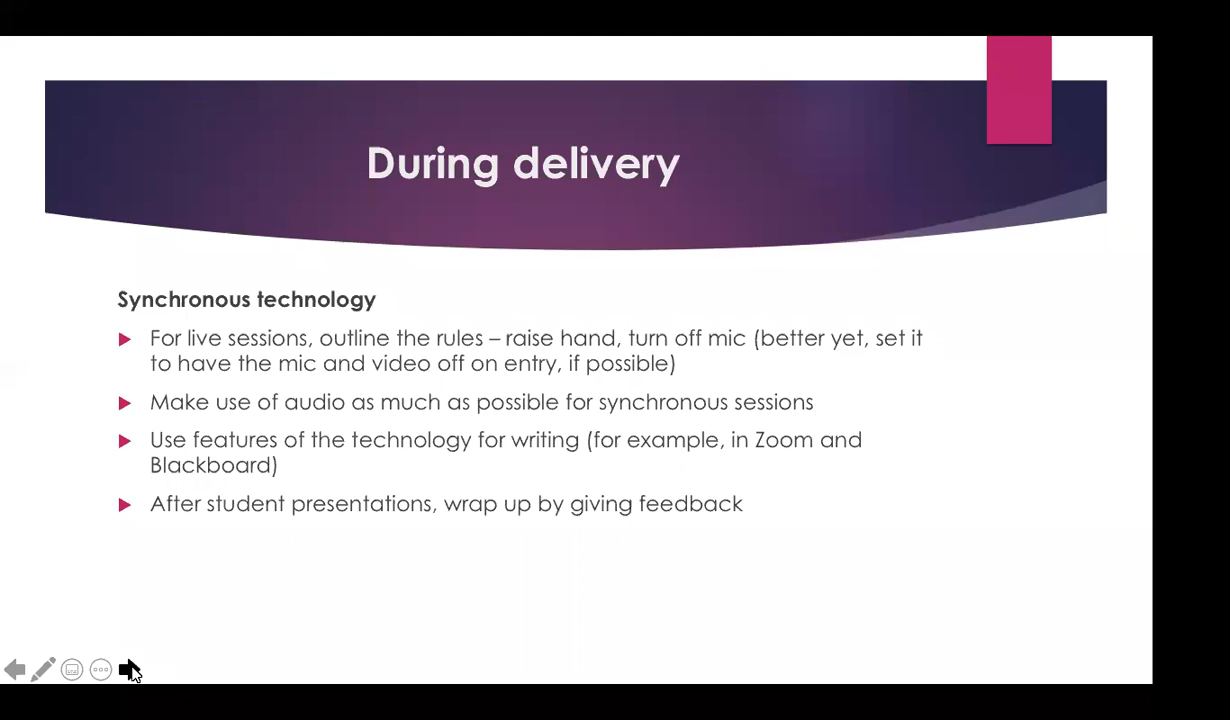 During delivery
Synchronous technology
For live sessions, outline the rules – raise hand, turn off mic (better yet, set it
to have the mic and video off on entry, if possible)
Make use of audio as much as possible for synchronous sessions
Use features of the technology for writing (for example, in Zoom and
Blackboard)
After student presentations, wrap up by giving feedback